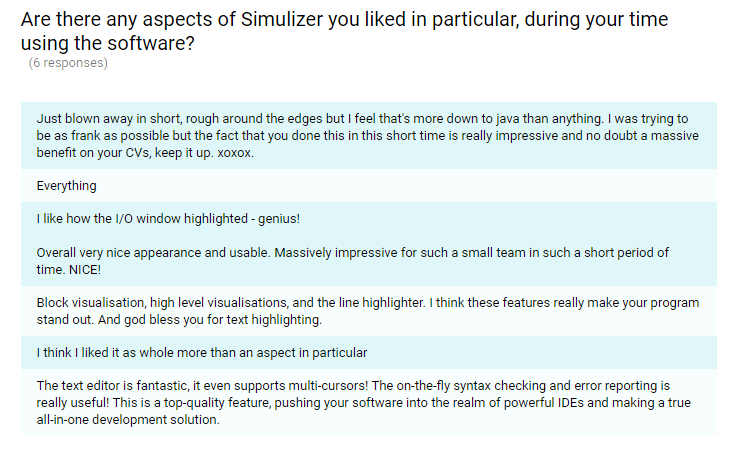 Are there any aspects of Simulizer you liked in particular, during your time
using the software?
(6 responses)
Just blown away in short, rough around the edges but I feel that's more down to java than anything. I was trying to
be as frank as possible but the fact that you done this in this short time is really impressive and no doubt a massive
benefit on your CVs, keep it up. xoxox.
Everything
I like how the I/O window highlighted - genius!
Overall very nice appearance and usable. Massively impressive for such a small team in such a short period of
time. NICE!
Block visualisation, high level visualisations, and the line highlighter. I think these features really make your program
stand out. And god bless you for text highlighting.
I think I liked it as whole more than an aspect in particular
The text editor is fantastic, it even supports multi-cursors! The on-the-fly syntax checking and error reporting is
really useful! This is a top-quality feature, pushing your software into the realm of powerful IDEs and making a true
all-in-one development solution.